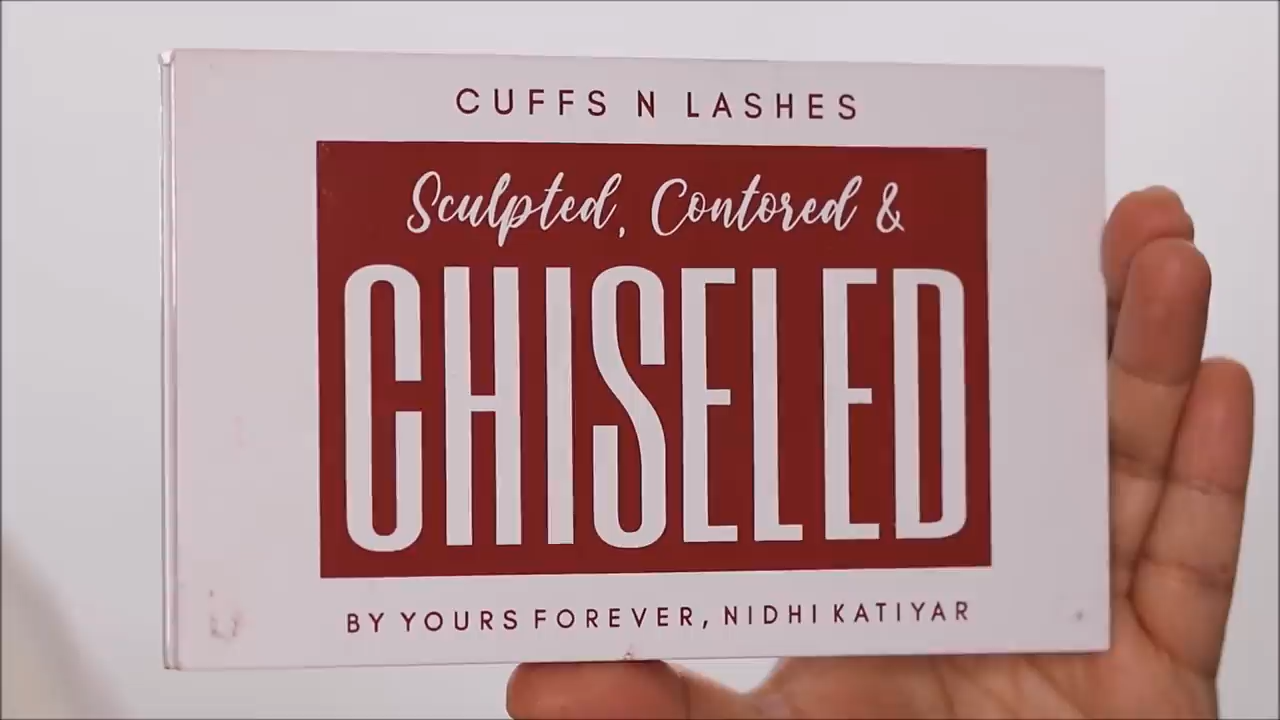 CUFFS N LASHES
Sculpted, Contored &
CHISELED
BY YOURS FOREVER, NIDHI KATIYAR